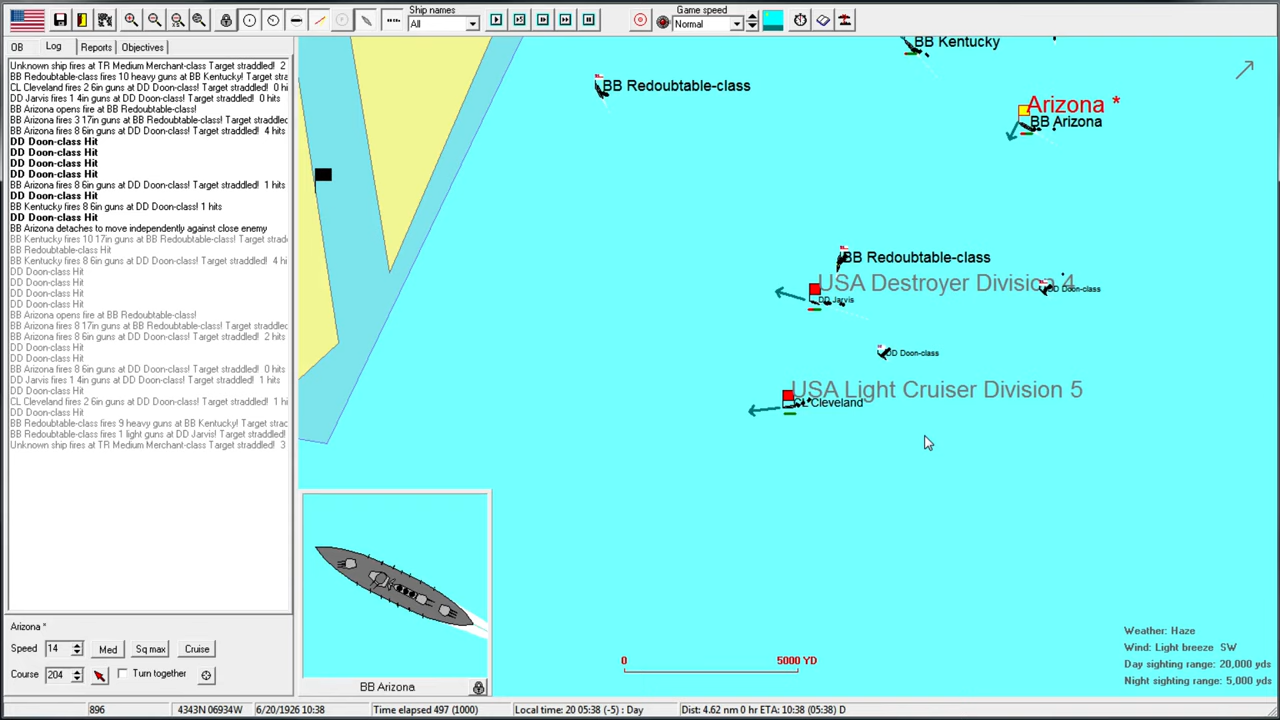 Ship names
All
Game speed
Normal
OB
Log
Reports
Objectives
Unknown ship fires at TR Medium Merchant-class Target straddled!  2
BB Redoubtable-class fires 10 heavy guns at BB Kentucky! Target stra
CL Cleveland fires 2 6in guns at DD Doon-class! Target straddled!  0 hi
DD Jarvis fires 1 4in guns at DD Doon-class! Target straddled!  0 hits
BB Arizona opens fire at BB Redoubtable-class!
BB Arizona fires 3 17in guns at BB Redoubtable-class! Target straddled
BB Arizona fires 8 6in guns at DD Doon-class! Target straddled!  4 hits
DD Doon-class Hit
DD Doon-class Hit
DD Doon-class Hit
DD Doon-class Hit
BB Arizona fires 8 6in guns at DD Doon-class! Target straddled!  1 hits
DD Doon-class Hit
BB Kentucky fires 8 6in guns at DD Doon-class! 1 hits
DD Doon-class Hit
BB Arizona detaches to move independently against close enemy
BB Kentucky fires 10 17in guns at BB Redoubtable-class! Target strad
BB Redoubtable-class Hit
BB Kentucky fires 8 6in guns at DD Doon-class! Target straddled!  4 hi
DD Doon-class Hit
DD Doon-class Hit
DD Doon-class Hit
DD Doon-class Hit
BB Arizona opens fire at BB Redoubtable-class!
BB Arizona fires 8 17in guns at BB Redoubtable-class! Target straddled
BB Arizona fires 8 6in guns at DD Doon-class! Target straddled!  2 hits
DD Doon-class Hit
DD Doon-class Hit
BB Arizona fires 8 6in guns at DD Doon-class! Target straddled!  0 hits
DD Jarvis fires 1 4in guns at DD Doon-class! Target straddled!  1 hits
DD Doon-class Hit
CL Cleveland fires 2 6in guns at DD Doon-class! Target straddled!  1 hi
DD Doon-class Hit
BB Redoubtable-class fires 9 heavy guns at BB Kentucky! Target strac
BB Redoubtable-class fires 1 light guns at DD Jarvis! Target straddled!
Unknown ship fires at TR Medium Merchant-class Target straddled!  3
BB Kentucky
BB Redoubtable-class
Arizona *
BB Arizona
BB Redoubtable-class
USA Destroyer Division 4
DD Jarvis
DD Doon-class
DD Doon-class
USA Light Cruiser Division 5
CL Cleveland
Arizona *
Speed 14 Med Sq max Cruise
Course 204 Turn together
BB Arizona
0 5000 YD
Weather: Haze
Wind: Light breeze  SW
Day sighting range: 20,000 yds
Night sighting range: 5,000 yds
896
4343N 06934W
6/20/1926 10:38
Time elapsed 497 (1000)
Local time: 20 05:38 (-5) : Day
Dist: 4.62 nm 0 hr ETA: 10:38 (05:38) D